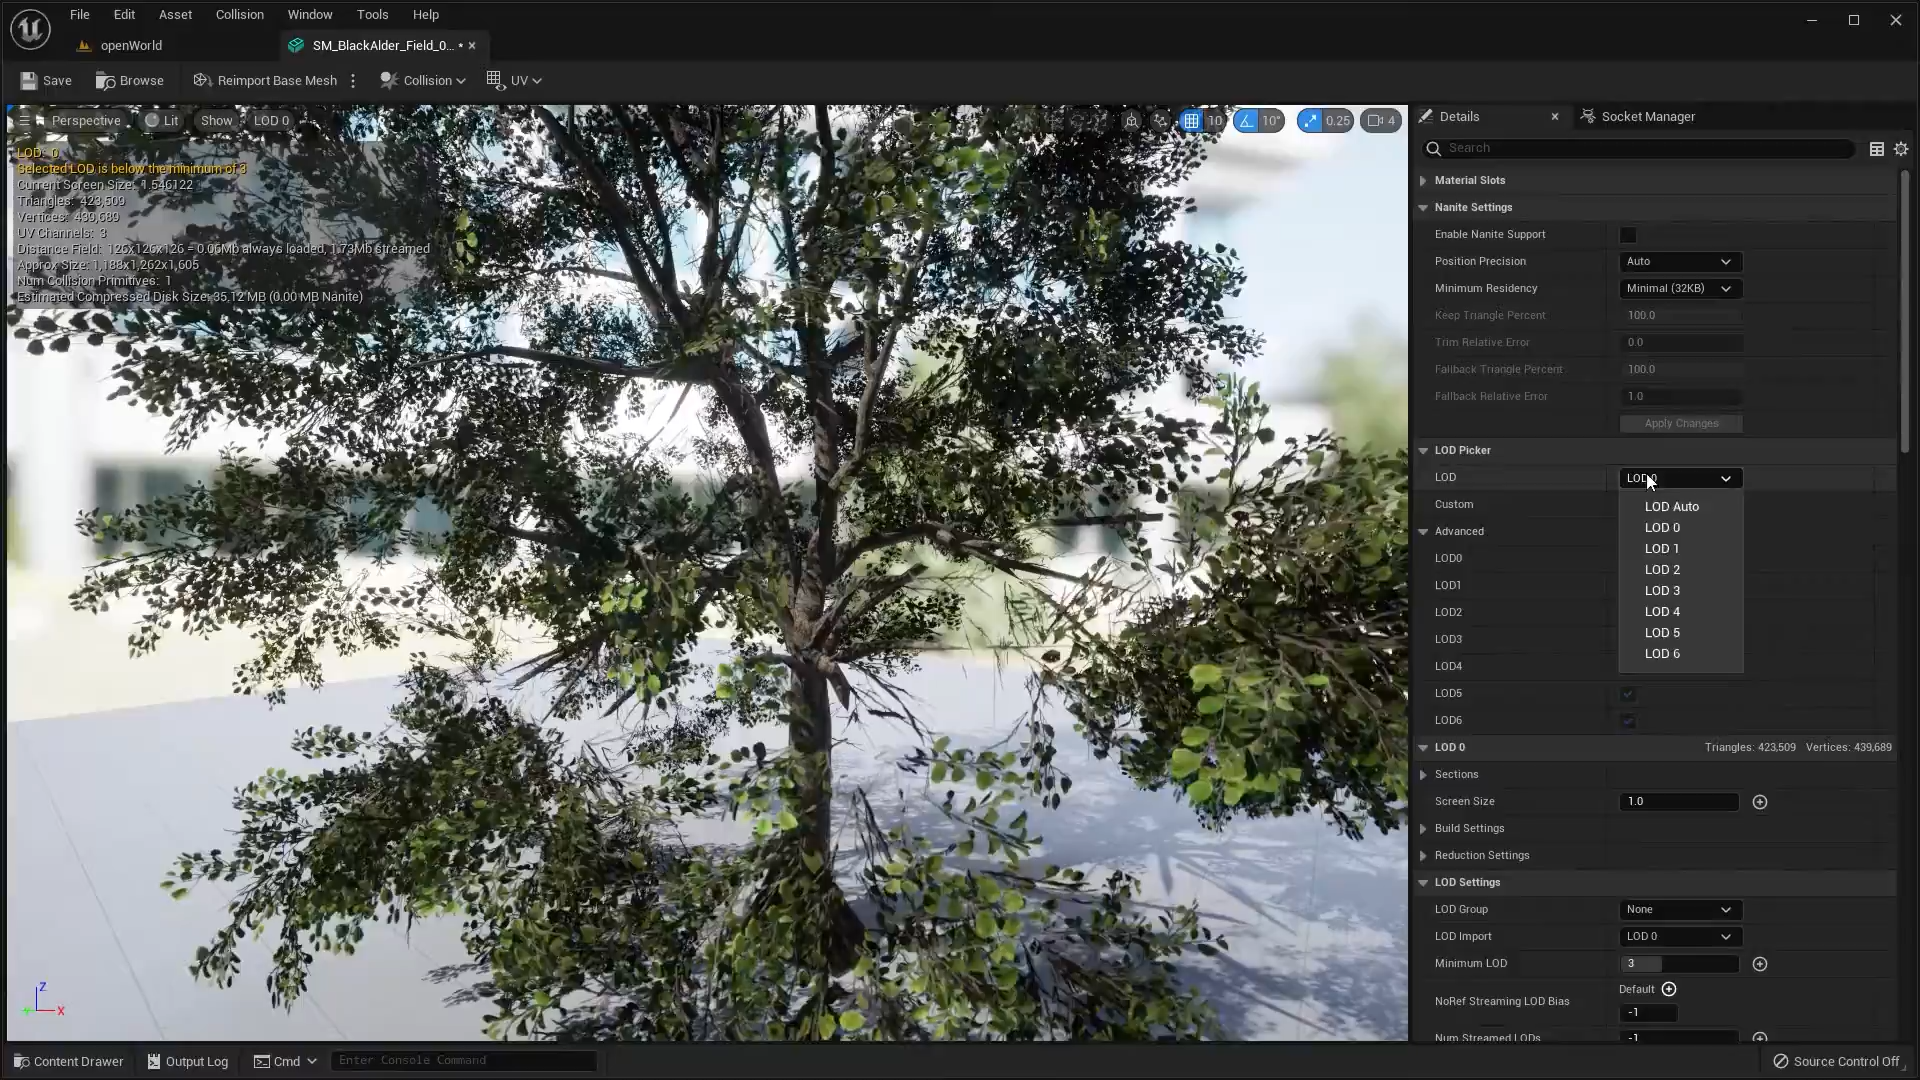 File Edit Asset Collision Window Tools Help
openWorld
SM_BlackAlder_Field_0... •
Save Browse Reimport Base Mesh Collision UV
Perspective Lit Show LOD 0
10 10° 0.25 4
LOD: 0
Selected LOD is below the minimum of 3
Current Screen Size: 1.546122
Triangles: 423,509
Vertices: 439,689
UV Channels: 3
Distance Field: 126x126x126 = 0.06Mb always loaded, 1.73Mb streamed
Approx Size: 1,188x1,262x1,605
Num Collision Primitives: 1
Estimated Compressed Disk Size: 35.12 MB (0.00 MB Nanite)
Z
Y X
Details
Socket Manager
Search
Material Slots
Nanite Settings
Enable Nanite Support
Position Precision Auto
Minimum Residency Minimal (32KB)
Keep Triangle Percent 100.0
Trim Relative Error 0.0
Fallback Triangle Percent 100.0
Fallback Relative Error 1.0
Apply Changes
LOD Picker
LOD LOD 0
Custom
Advanced
LOD0
LOD1
LOD2
LOD3
LOD4
LOD5
LOD6
LOD Auto
LOD 0
LOD 1
LOD 2
LOD 3
LOD 4
LOD 5
LOD 6
LOD 0 Triangles: 423,509 Vertices: 439,689
Sections
Screen Size 1.0
Build Settings
Reduction Settings
LOD Settings
LOD Group None
LOD Import LOD 0
Minimum LOD 3
Default
NoRef Streaming LOD Bias
-1
Num Streamed LODs -1
Content Drawer Output Log Cmd Enter Console Command
Source Control Off